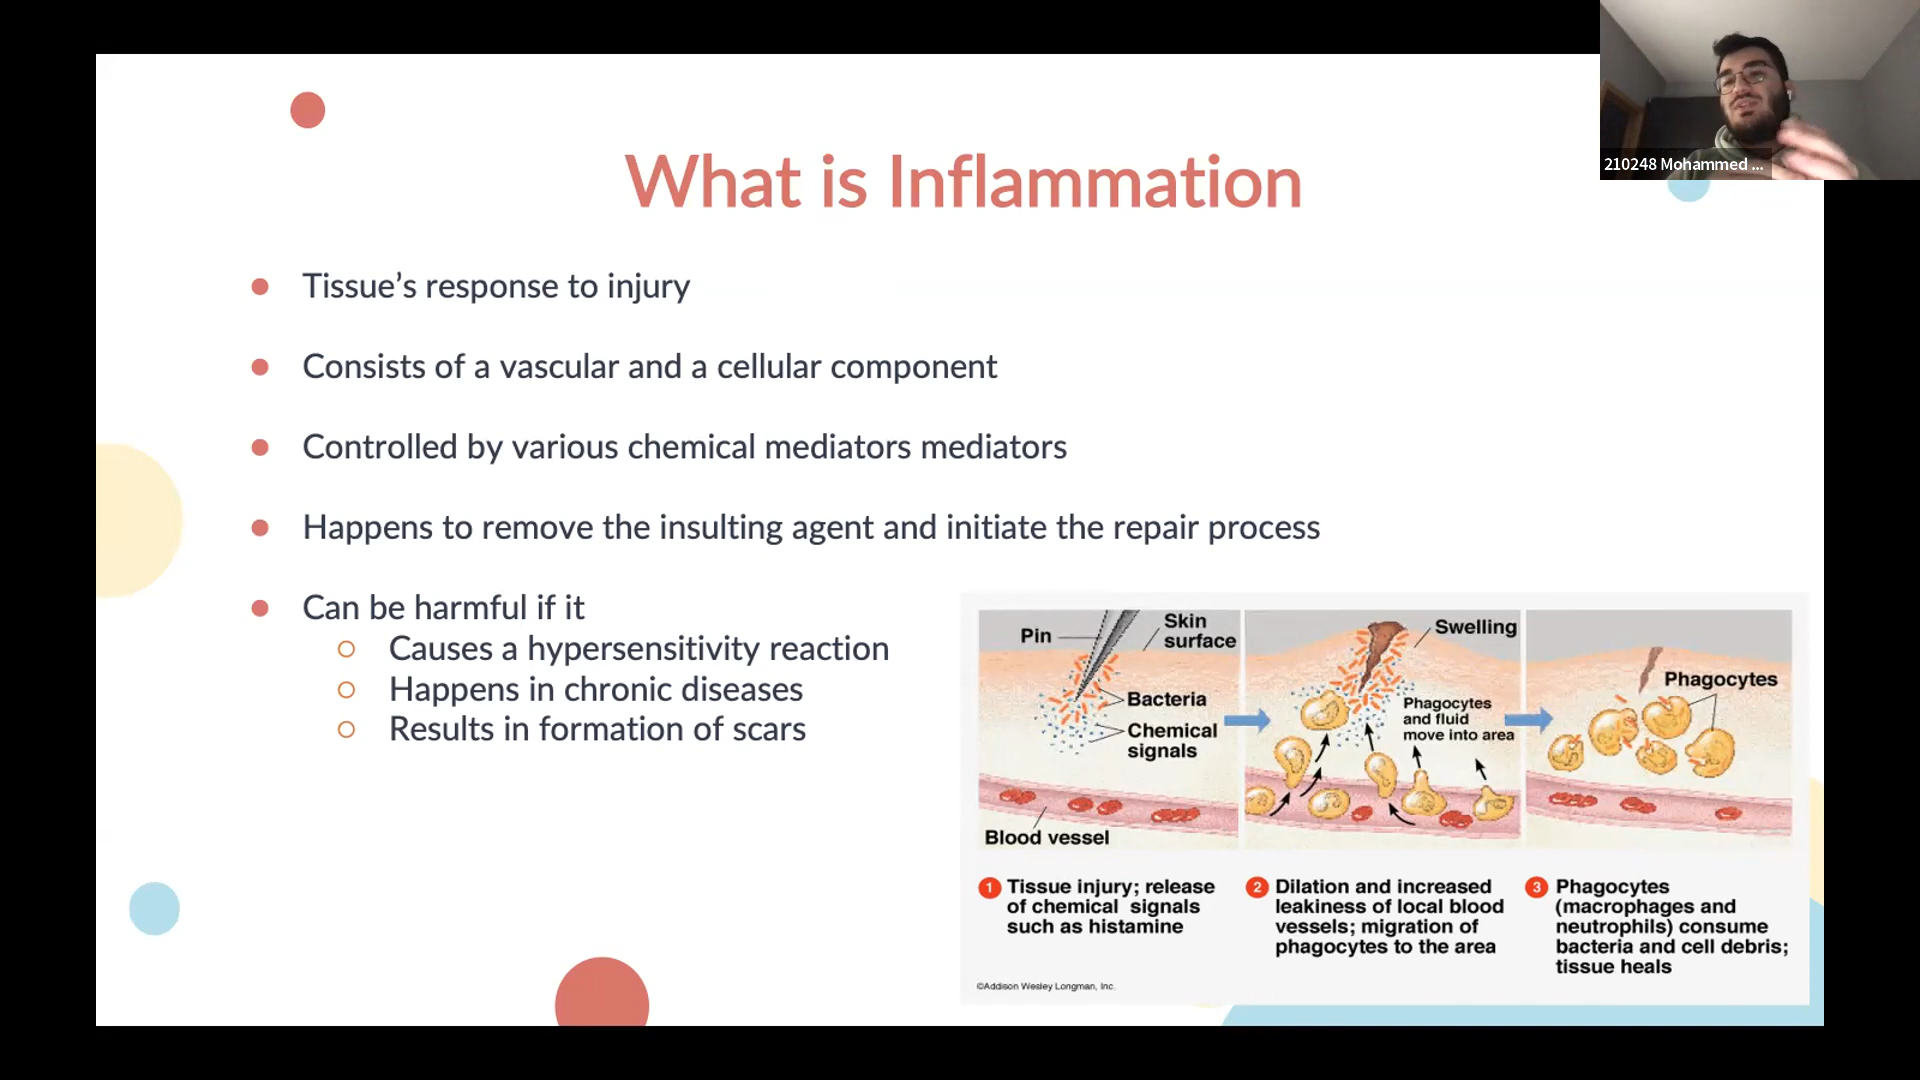 210248 Mohammed ...
What is Inflammation
Tissue’s response to injury
Consists of a vascular and a cellular component
Controlled by various chemical mediators mediators
Happens to remove the insulting agent and initiate the repair process
Can be harmful if it
Causes a hypersensitivity reaction
Happens in chronic diseases
Results in formation of scars
Pin
Skin
surface
Bacteria
Chemical
signals
Blood vessel
Swelling
Phagocytes
and fluid
move into area
Phagocytes
1 Tissue injury; release
of chemical signals
such as histamine
2 Dilation and increased
leakiness of local blood
vessels; migration of
phagocytes to the area
3 Phagocytes
(macrophages and
neutrophils) consume
bacteria and cell debris;
tissue heals
©Addison Wesley Longman, Inc.